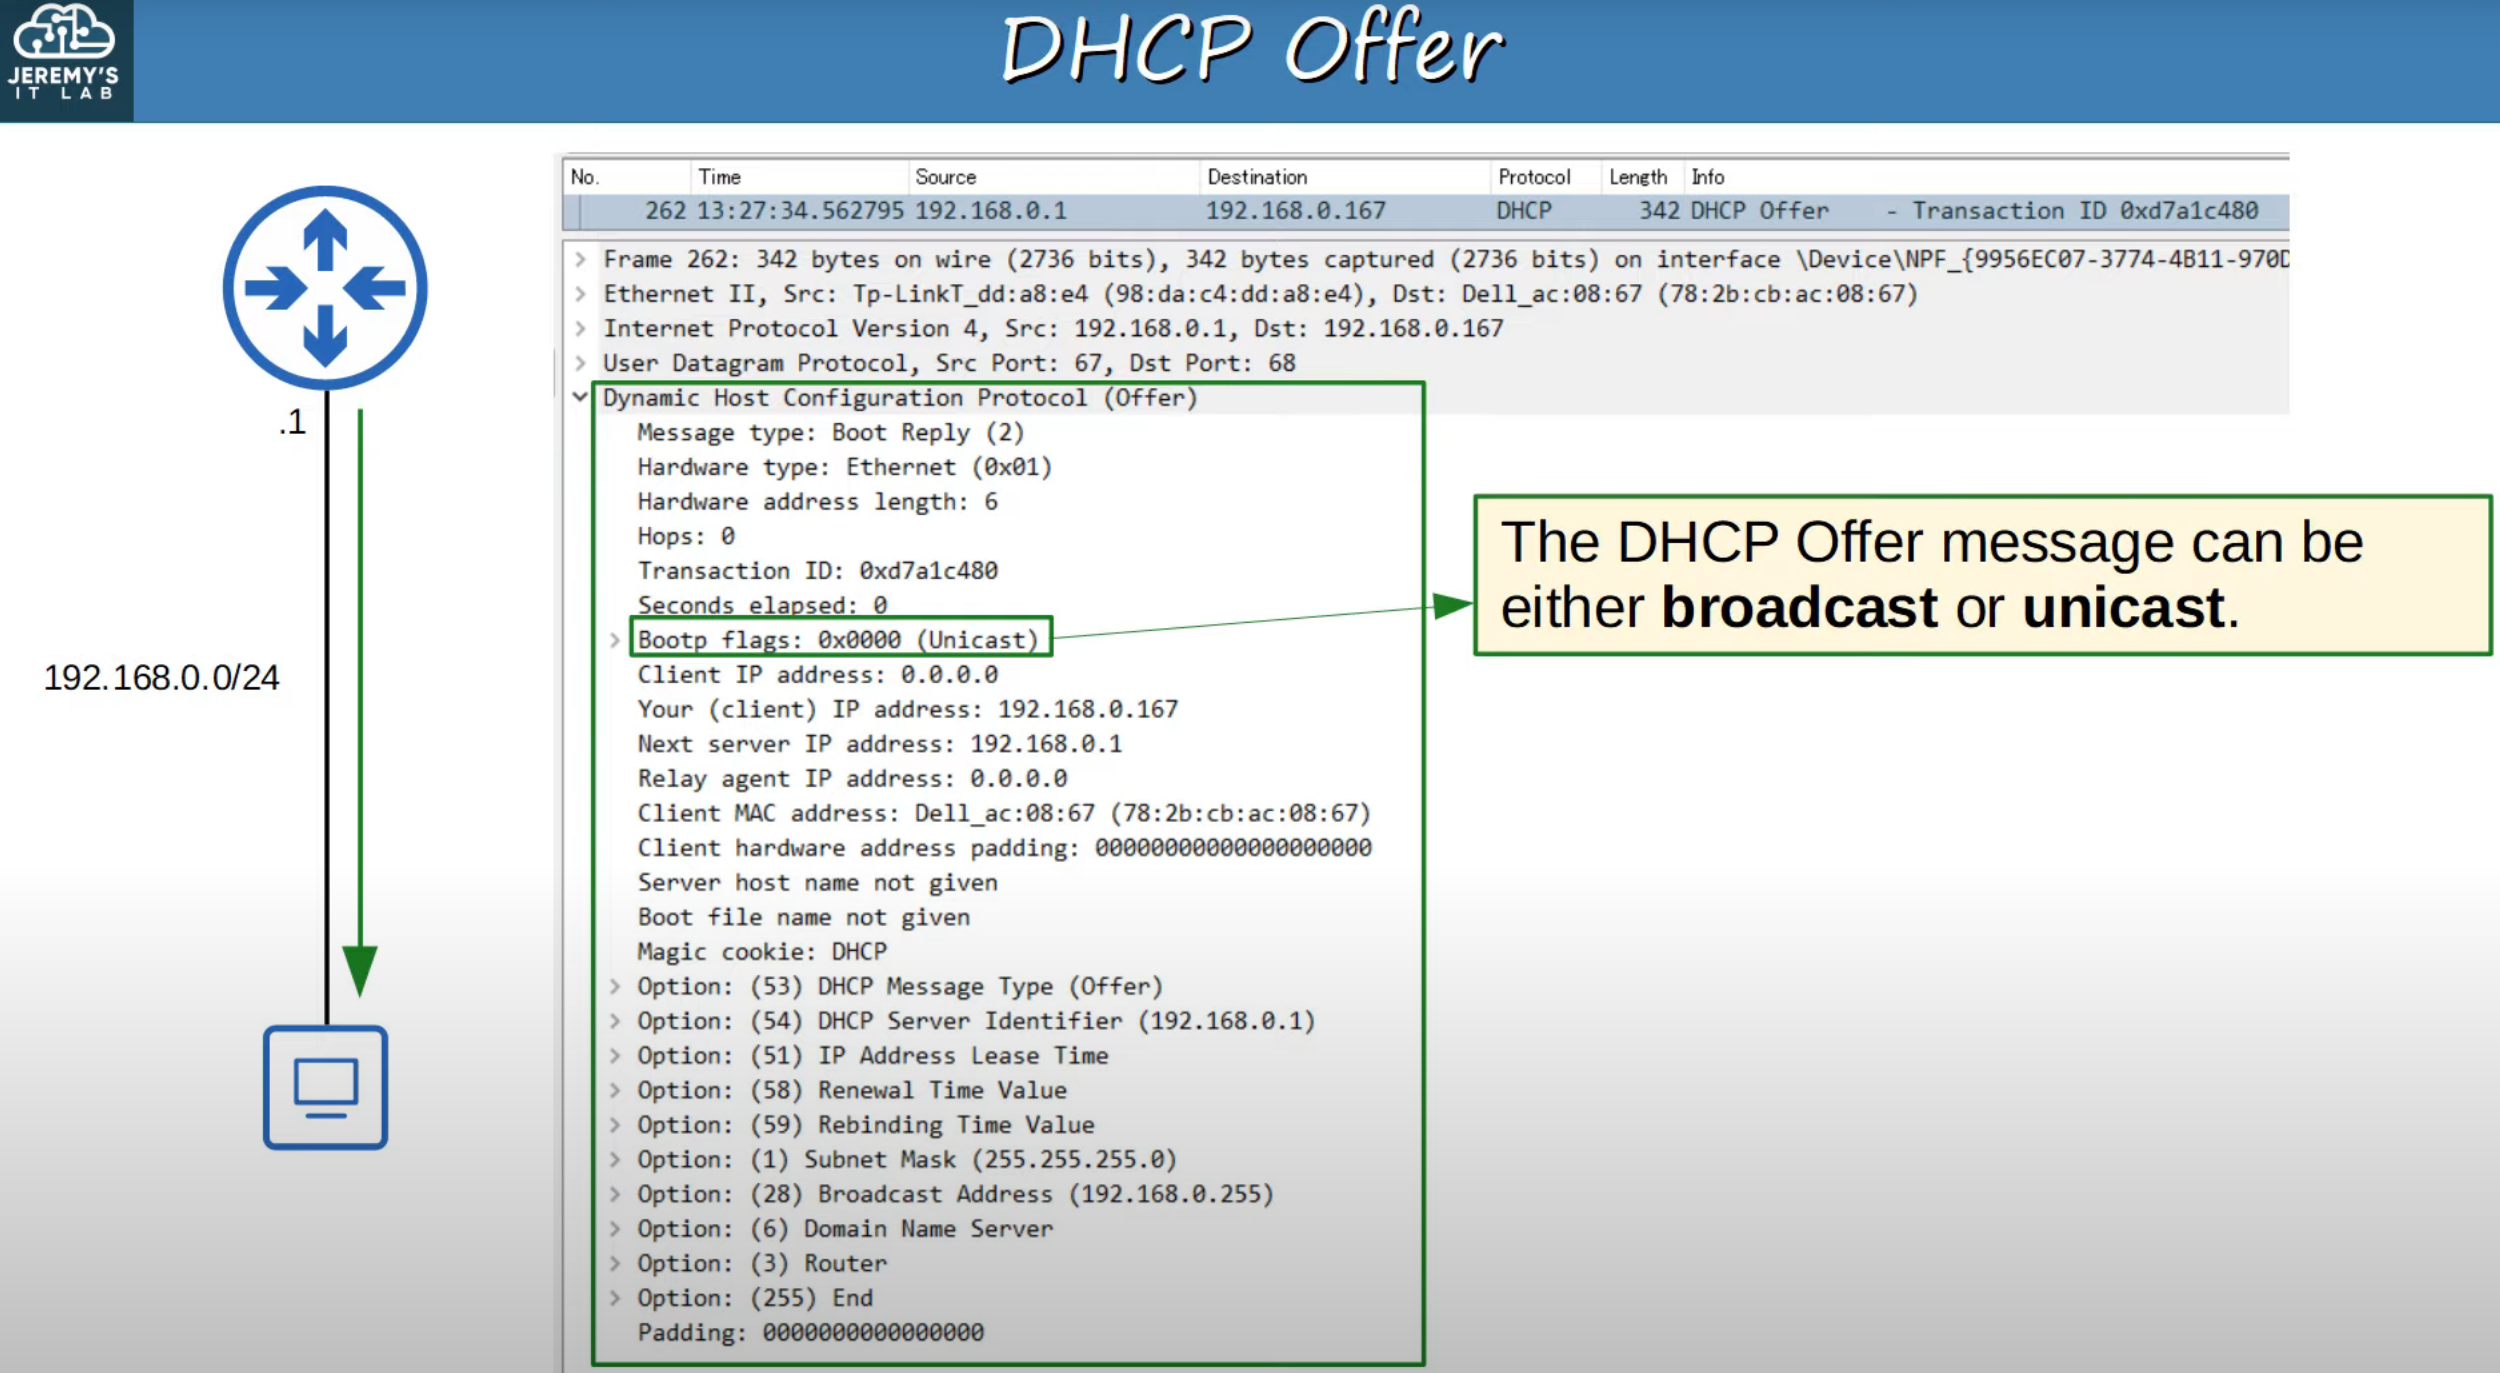 JEREMY'S
IT LAB
DHCP Offer
No. Time Source Destination Protocol Length Info
262 13:27:34.562795 192.168.0.1 192.168.0.167 DHCP 342 DHCP Offer - Transaction ID 0xd7a1c480
Frame 262: 342 bytes on wire (2736 bits), 342 bytes captured (2736 bits) on interface \Device\NPF_{9956EC07-3774-4B11-970D
Ethernet II, Src: Tp-LinkT_dd:a8:e4 (98:da:c4:dd:a8:e4), Dst: Dell_ac:08:67 (78:2b:cb:ac:08:67)
Internet Protocol Version 4, Src: 192.168.0.1, Dst: 192.168.0.167
User Datagram Protocol, Src Port: 67, Dst Port: 68
Dynamic Host Configuration Protocol (Offer)
Message type: Boot Reply (2)
Hardware type: Ethernet (0x01)
Hardware address length: 6
Hops: 0
Transaction ID: 0xd7a1c480
Seconds elapsed: 0
Bootp flags: 0x0000 (Unicast)
Client IP address: 0.0.0.0
Your (client) IP address: 192.168.0.167
Next server IP address: 192.168.0.1
Relay agent IP address: 0.0.0.0
Client MAC address: Dell_ac:08:67 (78:2b:cb:ac:08:67)
Client hardware address padding: 00000000000000000000
Server host name not given
Boot file name not given
Magic cookie: DHCP
Option: (53) DHCP Message Type (Offer)
Option: (54) DHCP Server Identifier (192.168.0.1)
Option: (51) IP Address Lease Time
Option: (58) Renewal Time Value
Option: (59) Rebinding Time Value
Option: (1) Subnet Mask (255.255.255.0)
Option: (28) Broadcast Address (192.168.0.255)
Option: (6) Domain Name Server
Option: (3) Router
Option: (255) End
Padding: 0000000000000000
.1
192.168.0.0/24
The DHCP Offer message can be
either broadcast or unicast.